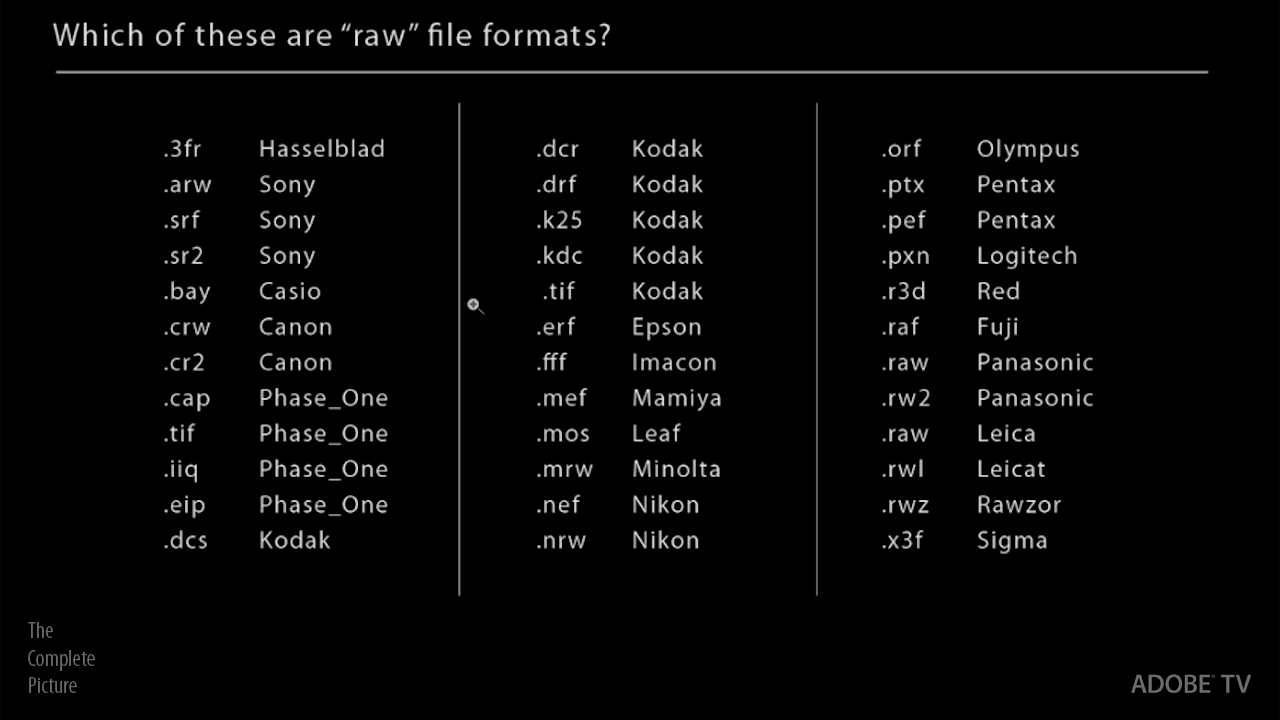 Which of these are “raw” file formats?
.3fr Hasselblad
.arw Sony
.srf Sony
.sr2 Sony
.bay Casio
.crw Canon
.cr2 Canon
.cap Phase_One
.tif Phase_One
.iiq Phase_One
.eip Phase_One
.dcs Kodak
.dcr Kodak
.drf Kodak
.k25 Kodak
.kdc Kodak
.tif Kodak
.erf Epson
.fff Imacon
.mef Mamiya
.mos Leaf
.mrw Minolta
.nef Nikon
.nrw Nikon
.orf Olympus
.ptx Pentax
.pef Pentax
.pxn Logitech
.r3d Red
.raf Fuji
.raw Panasonic
.rw2 Panasonic
.raw Leica
.rwl Leicat
.rwz Rawzor
.x3f Sigma
The
Complete
Picture
ADOBE® TV